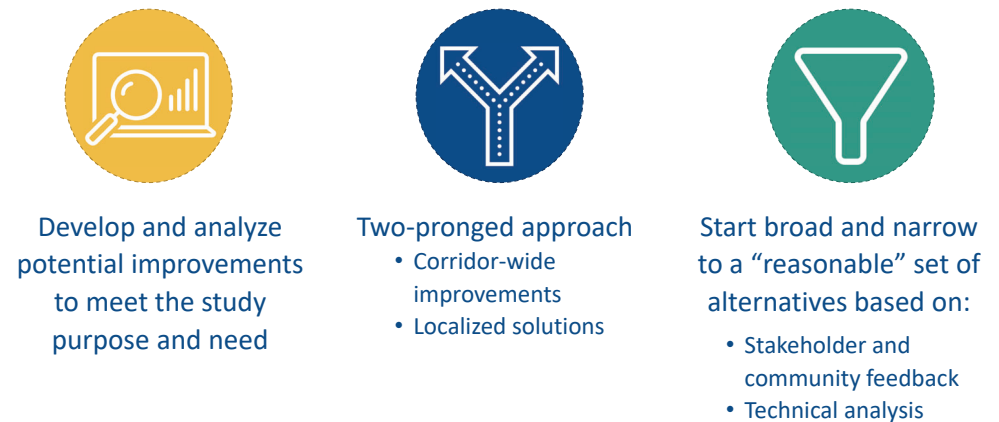 Develop and analyze
potential improvements
to meet the study
purpose and need
Two-pronged approach
• Corridor-wide
improvements
• Localized solutions
Start broad and narrow
to a “reasonable” set of
alternatives based on:
• Stakeholder and
community feedback
• Technical analysis